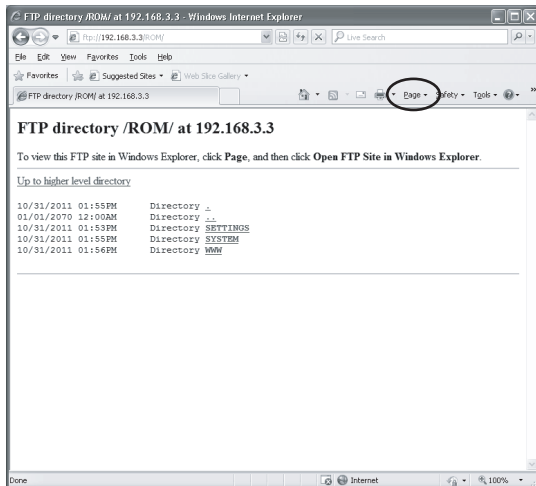 FTP directory /ROM/ at 192.168.3.3 - Windows Internet Explorer
ftp://192.168.3.3/ROM/
Live Search
File Edit View Favorites Tools Help
Favorites Suggested Sites Web Slice Gallery
FTP directory /ROM/ at 192.168.3.3
Page Safety Tools
FTP directory /ROM/ at 192.168.3.3
To view this FTP site in Windows Explorer, click Page, and then click Open FTP Site in Windows Explorer.
Up to higher level directory
10/31/2011 01:55PM Directory .
01/01/2070 12:00AM Directory ..
10/31/2011 01:53PM Directory SETTINGS
10/31/2011 01:55PM Directory SYSTEM
10/31/2011 01:56PM Directory WWW
Done
Internet
100%